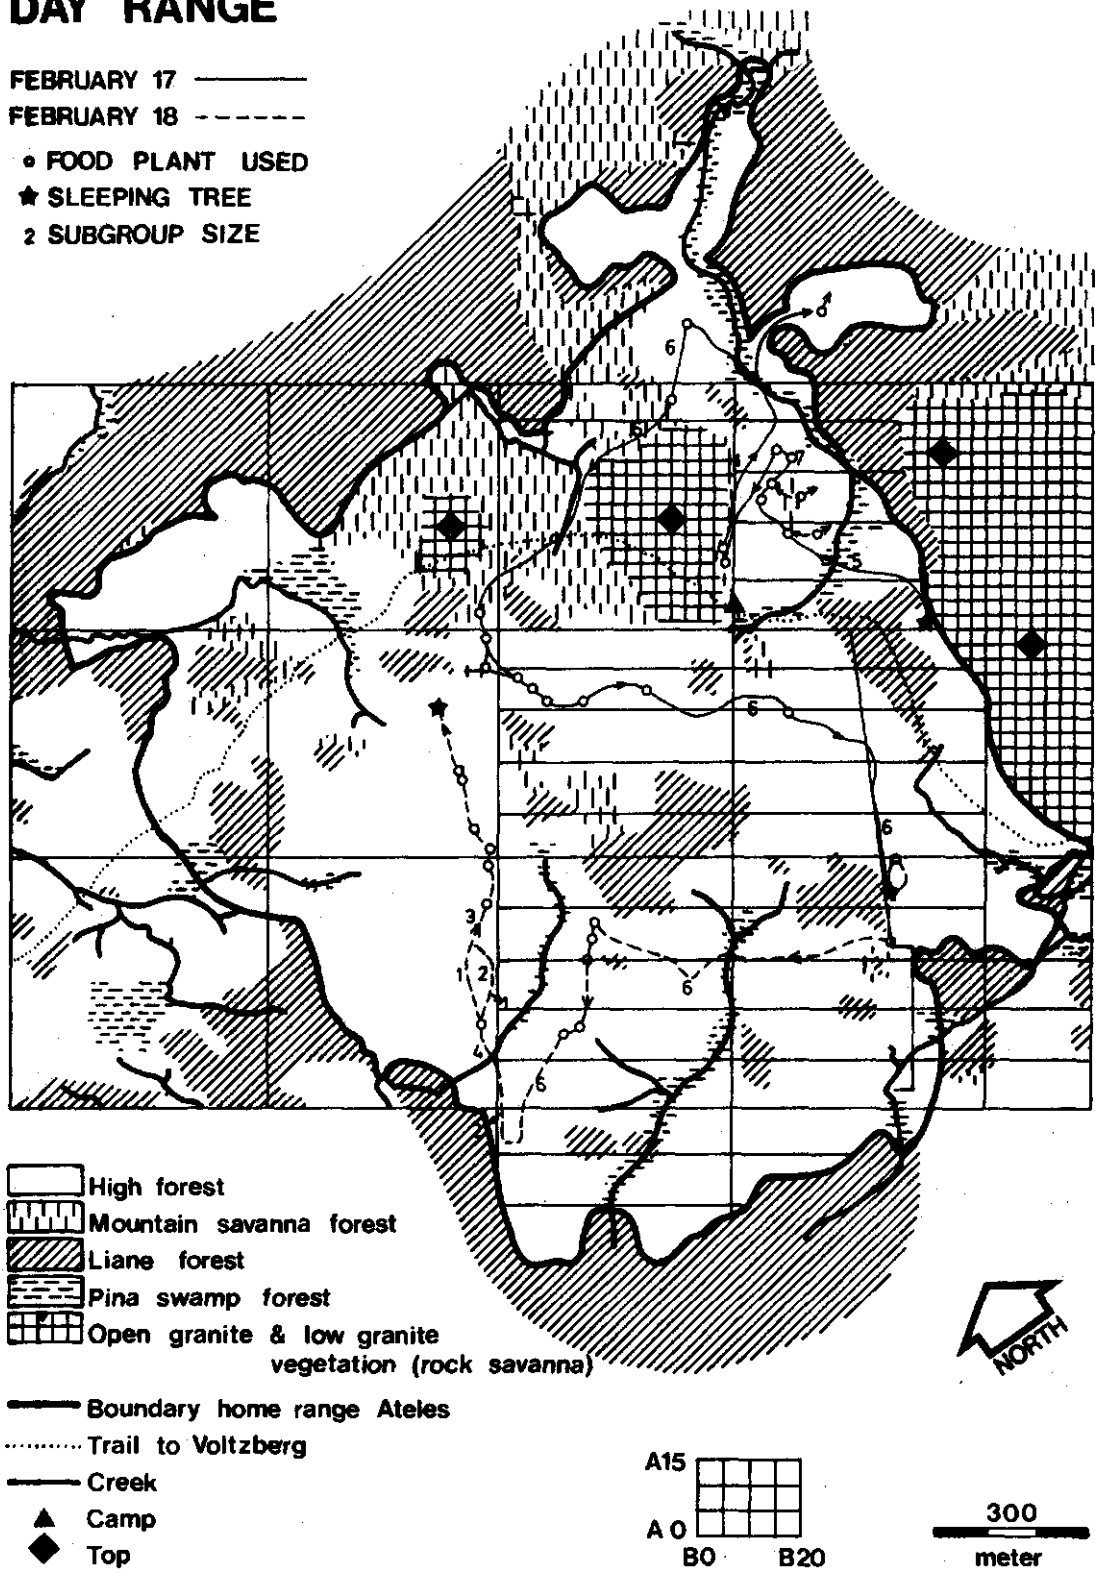 DAY RANGE
FEBRUARY 17
FEBRUARY 18
FOOD PLANT USED
SLEEPING TREE
2 SUBGROUP SIZE
6
6
7
5
6
6
3
1 2
6
4
6
High forest
Mountain savanna forest
Liane forest
Pina swamp forest
Open granite & low granite
vegetation (rock savanna)
Boundary home range Ateles
Trail to Voltzberg
Creek
Camp
Top
NORTH
A15
A 0
B0 B20
300
meter